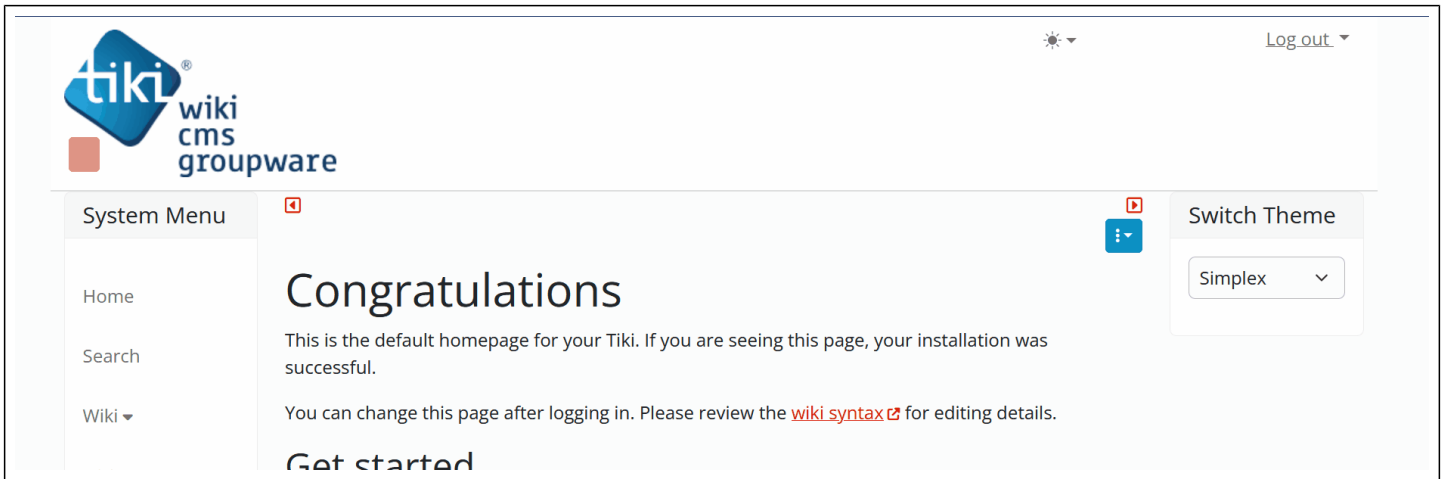 tiki®
wiki
cms
groupware
Log out
System Menu
Switch Theme
Simplex
Home
Search
Wiki
Congratulations
This is the default homepage for your Tiki. If you are seeing this page, your installation was
successful.
You can change this page after logging in. Please review the wiki syntax for editing details.
Get started